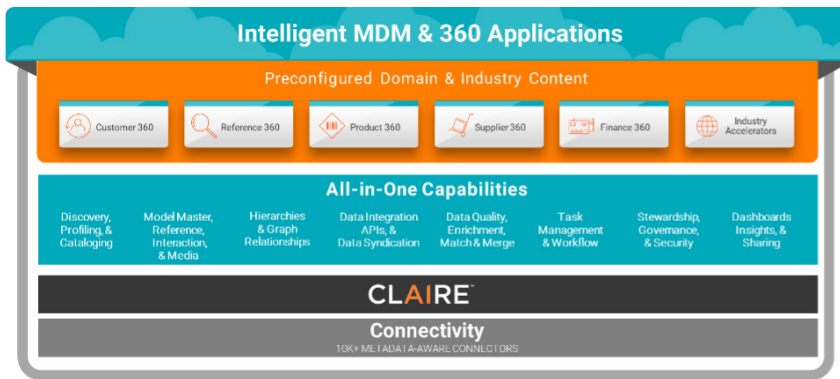 Intelligent MDM & 360 Applications
Preconfigured Domain & Industry Content
Customer 360
Reference 360
Product 360
Supplier 360
Finance 360
Industry
Accelerators
All-in-One Capabilities
Discovery,
Profiling, &
Cataloging
Model Master,
Reference,
Interaction,
& Media
Hierarchies
& Graph
Relationships
Data Integration
APIs, &
Data Syndication
Data Quality,
Enrichment,
Match & Merge
Task
Management
& Workflow
Stewardship,
Governance,
& Security
Dashboards
Insights, &
Sharing
CLAIRE™
Connectivity
10K+ METADATA-AWARE CONNECTORS